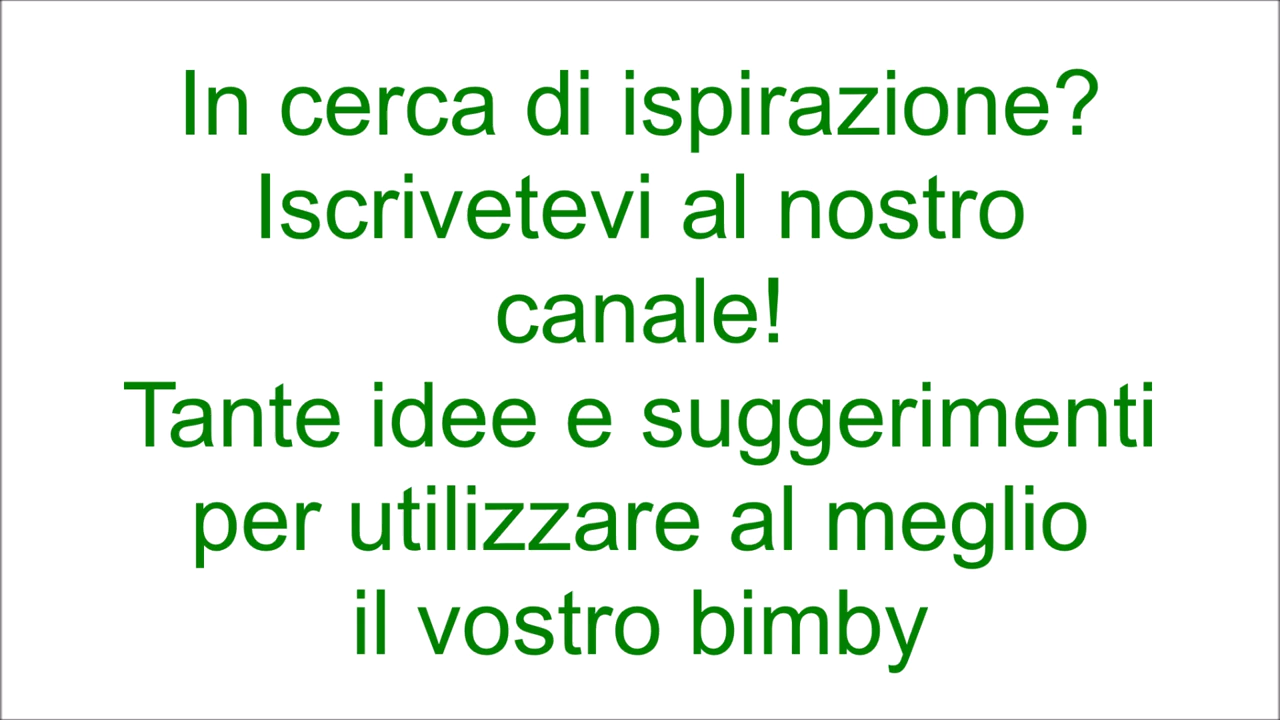 In cerca di ispirazione?
Iscrivetevi al nostro
canale!
Tante idee e suggerimenti
per utilizzare al meglio
il vostro bimby